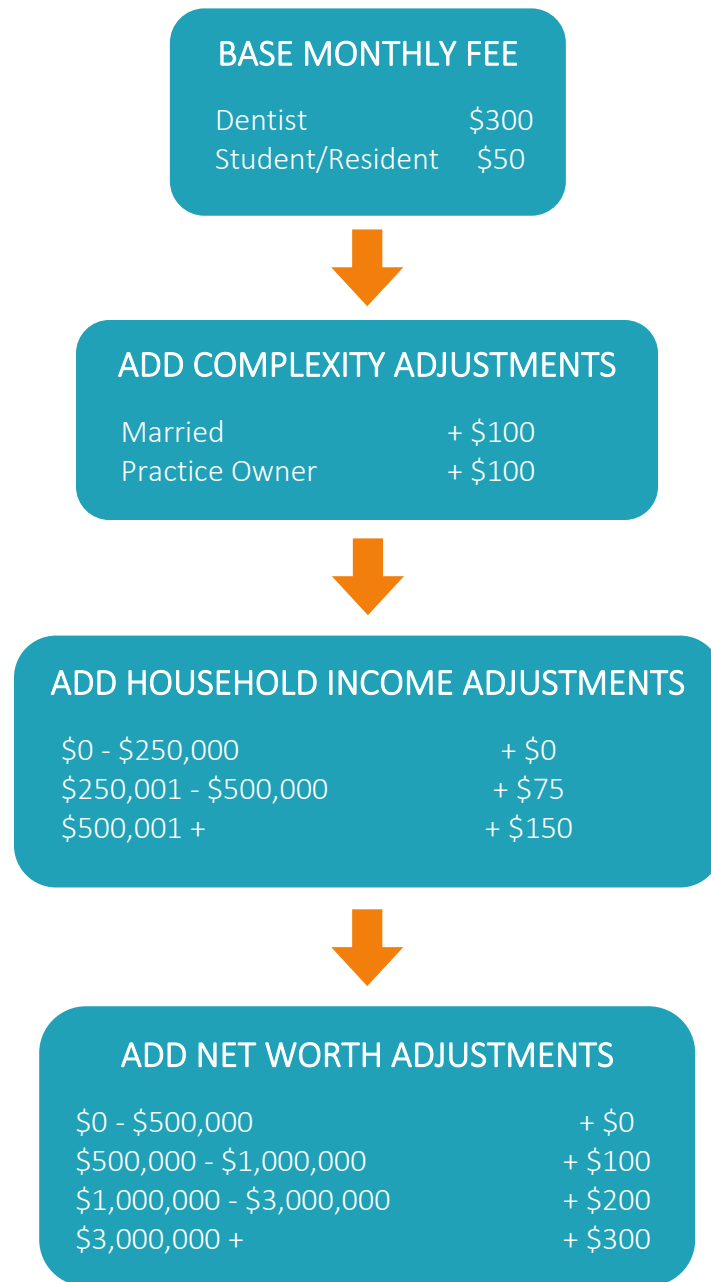 BASE MONTHLY FEE
Dentist $300
Student/Resident $50
ADD COMPLEXITY ADJUSTMENTS
Married + $100
Practice Owner + $100
ADD HOUSEHOLD INCOME ADJUSTMENTS
$0 - $250,000 + $0
$250,001 - $500,000 + $75
$500,001 + + $150
ADD NET WORTH ADJUSTMENTS
$0 - $500,000 + $0
$500,000 - $1,000,000 + $100
$1,000,000 - $3,000,000 + $200
$3,000,000 + + $300